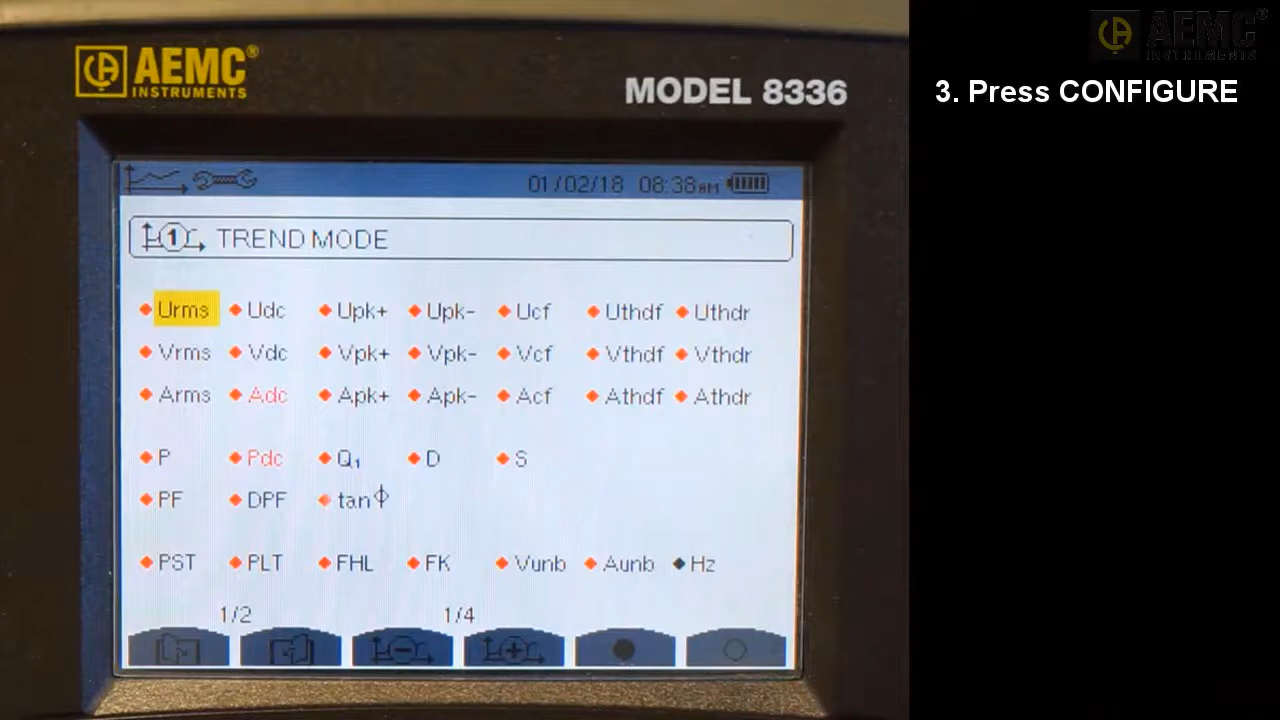 AEMC®
INSTRUMENTS
MODEL 8336
AEMC®
INSTRUMENTS
3. Press CONFIGURE
01/02/18 08:38AM
1 TREND MODE
Urms Udc Upk+ Upk- Ucf Uthdf Uthdr
Vrms Vdc Vpk+ Vpk- Vcf Vthdf Vthdr
Arms Adc Apk+ Apk- Acf Athdf Athdr
P Pdc Q₁ D S
PF DPF tanΦ
PST PLT FHL FK Vunb Aunb Hz
1/2 1/4